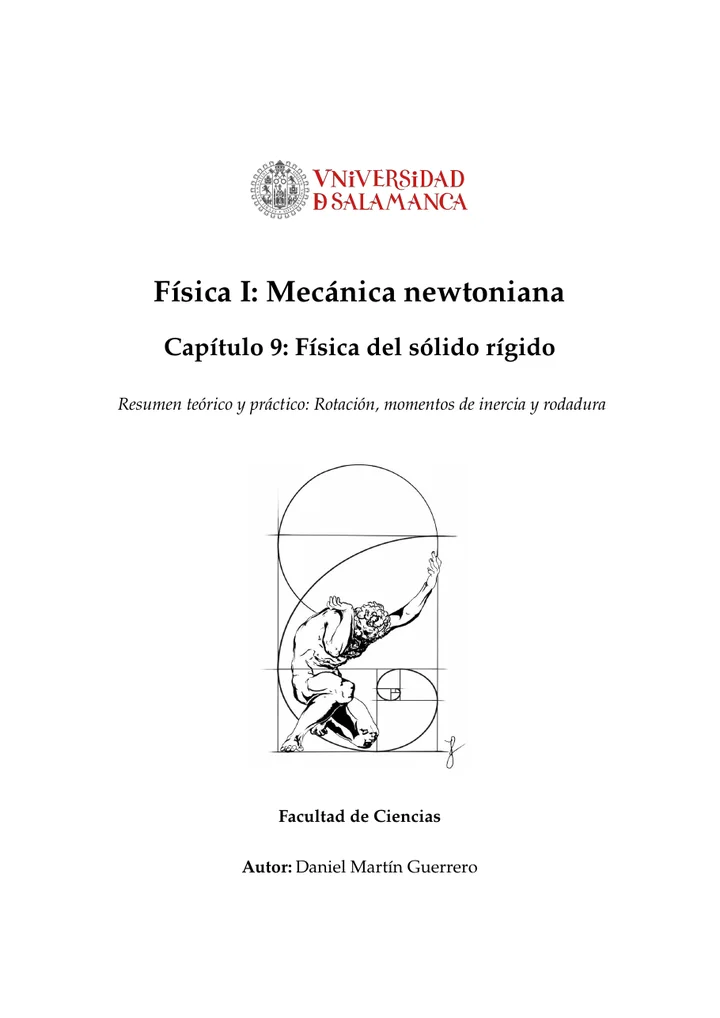 VNiVERSiDAD
D SALAMANCA
Física I: Mecánica newtoniana
Capítulo 9: Física del sólido rígido
Resumen teórico y práctico: Rotación, momentos de inercia y rodadura
Facultad de Ciencias
Autor: Daniel Martín Guerrero